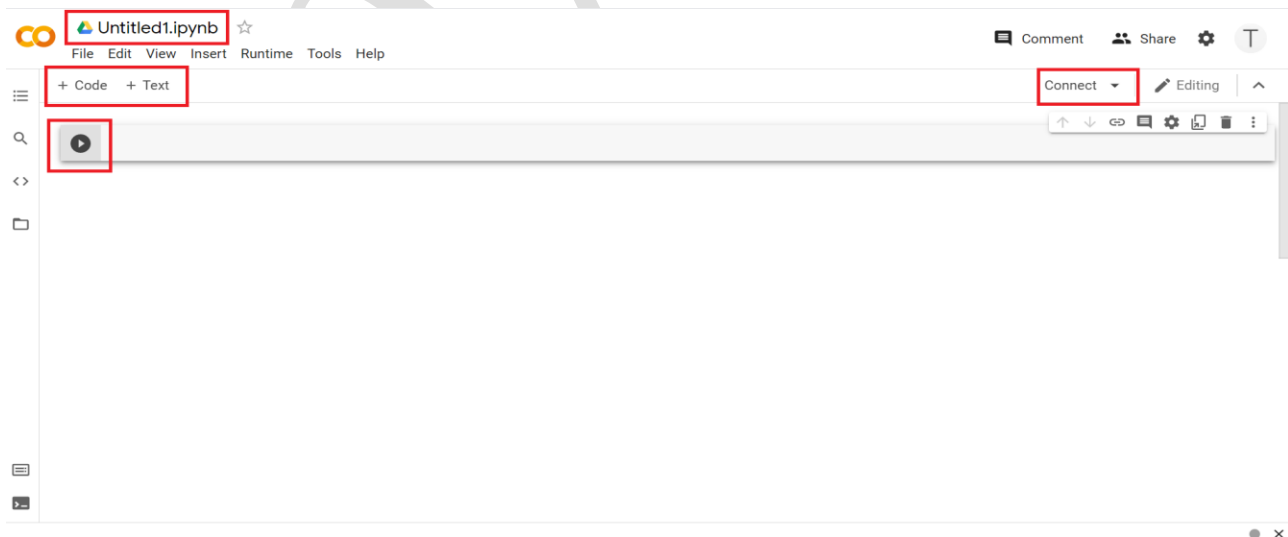 CO
Untitled1.ipynb
Comment Share T
File Edit View Insert Runtime Tools Help
+ Code + Text Connect Editing